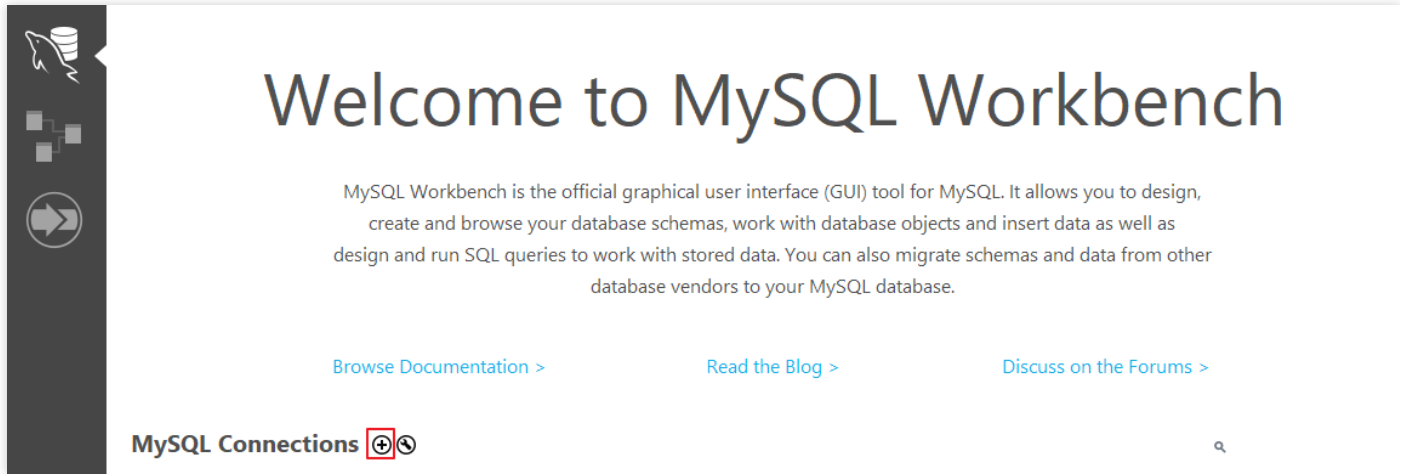 Welcome to MySQL Workbench
MySQL Workbench is the official graphical user interface (GUI) tool for MySQL. It allows you to design,
create and browse your database schemas, work with database objects and insert data as well as
design and run SQL queries to work with stored data. You can also migrate schemas and data from other
database vendors to your MySQL database.
Browse Documentation > Read the Blog > Discuss on the Forums >
MySQL Connections